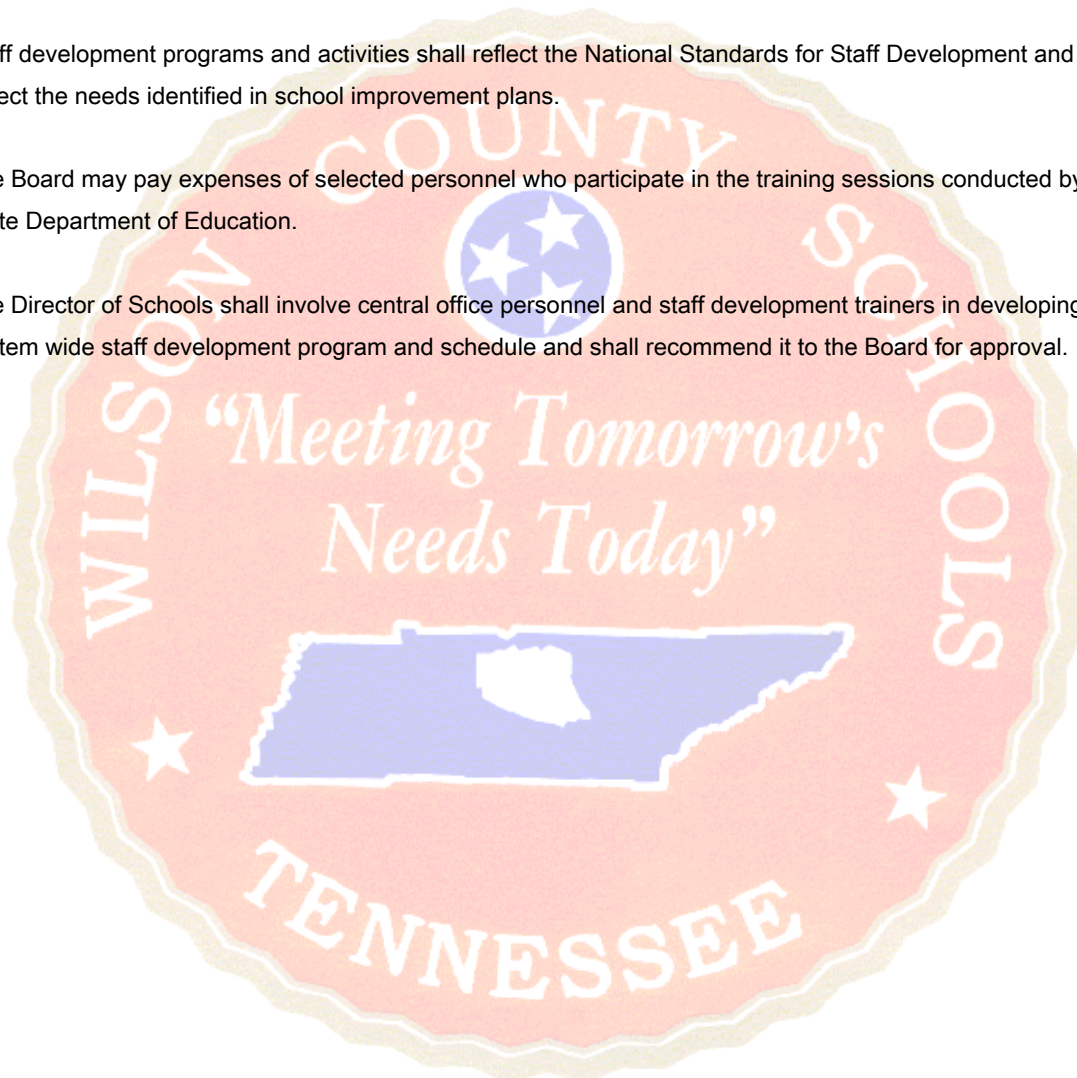 ff development programs and activities shall reflect the National Standards for Staff Development and
ect the needs identified in school improvement plans.
e Board may pay expenses of selected personnel who participate in the training sessions conducted by
te Department of Education.
e Director of Schools shall involve central office personnel and staff development trainers in developing
tem wide staff development program and schedule and shall recommend it to the Board for approval.
WILSON COUNTY SCHOOLS
“Meeting Tomorrow's
Needs Today”
TENNESSEE